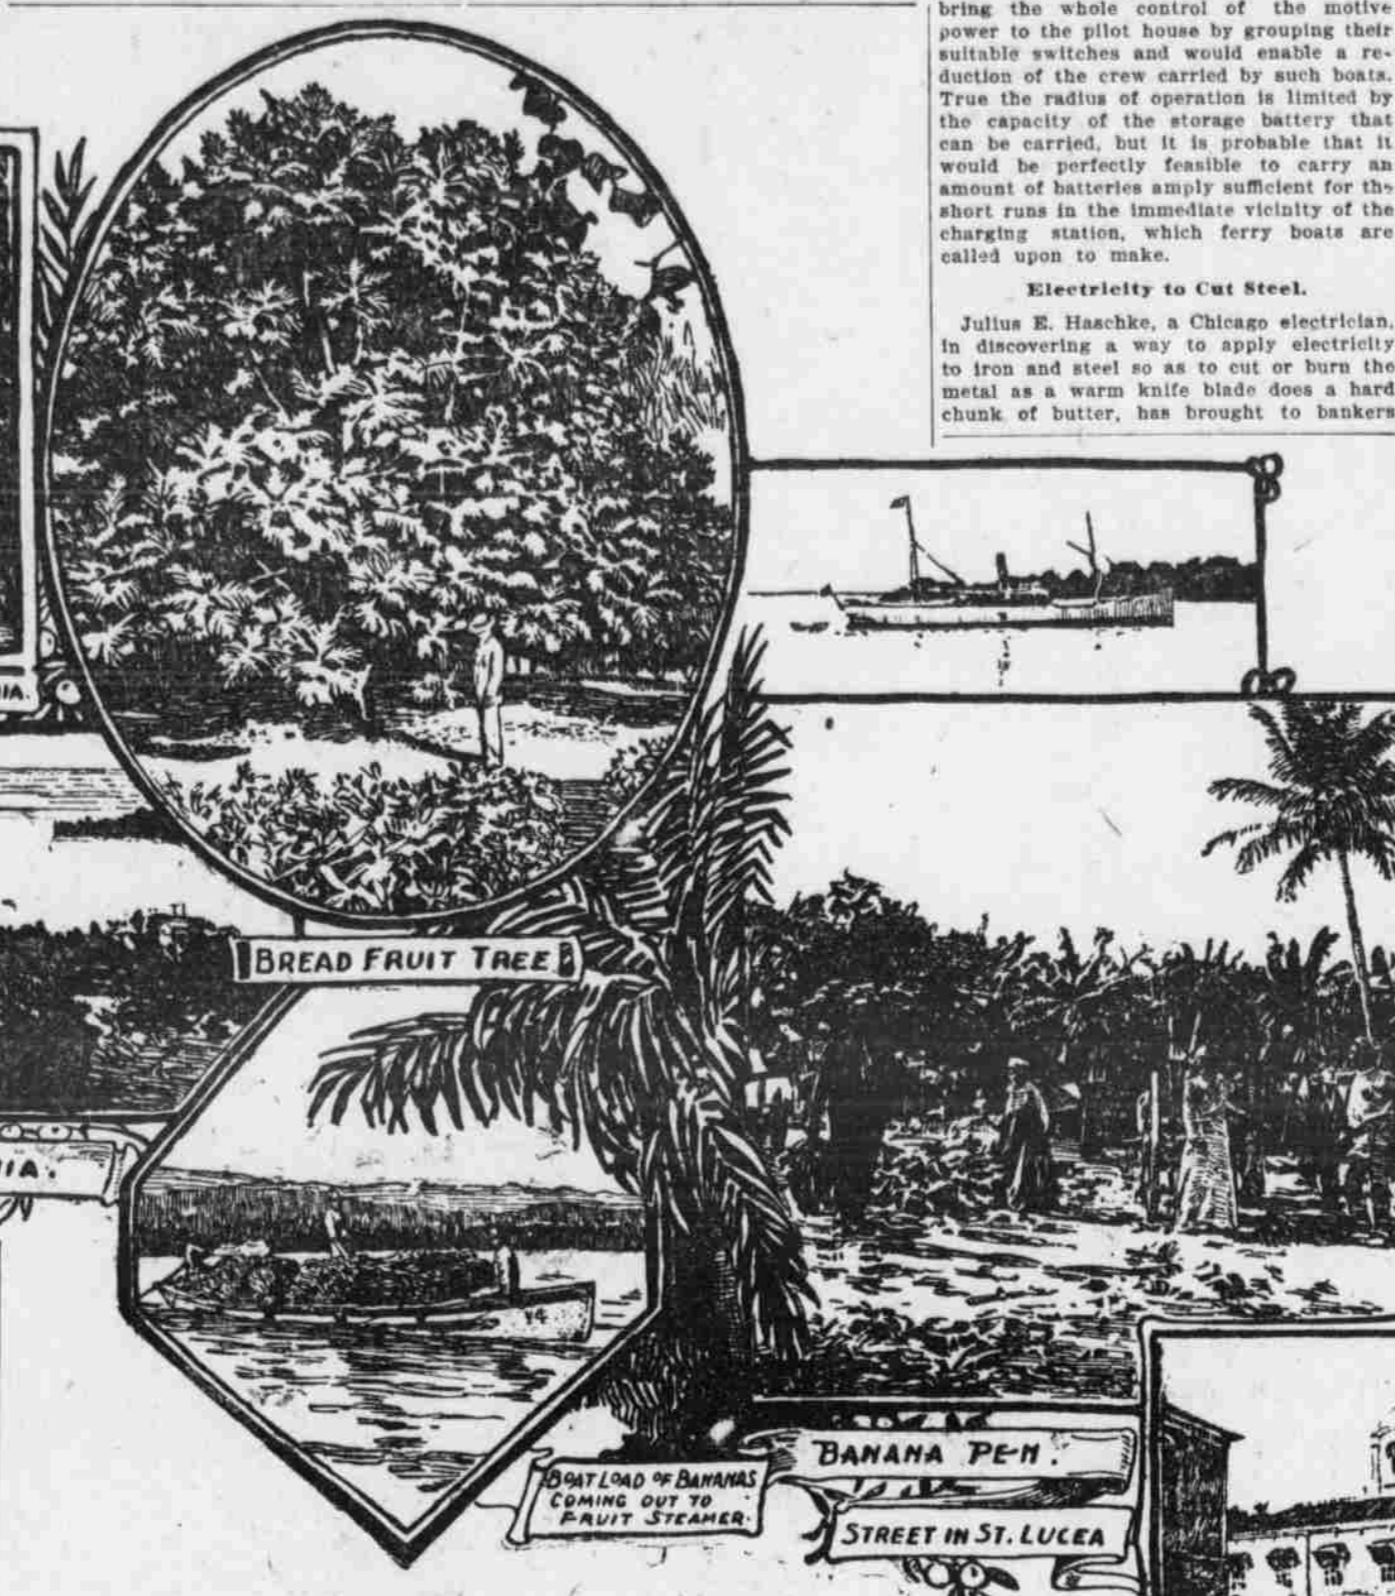 bring the whole control of the motive
power to the pilot house by grouping their
suitable switches and would enable a re-
duction of the crew carried by such boats.
True the radius of operation is limited by
the capacity of the storage battery that
can be carried, but it is probable that it
would be perfectly feasible to carry an
amount of batteries amply sufficient for the
short runs in the immediate vicinity of the
charging station, which ferry boats are
called upon to make.
Electricity to Cut Steel.
Julius E. Haschke, a Chicago electrician,
in discovering a way to apply electricity
to iron and steel so as to cut or burn the
metal as a warm knife blade does a hard
chunk of butter, has brought to bankers
IA.
BREAD FRUIT TREE
IA.
Y4
BOAT LOAD OF BANANAS
COMING OUT TO
FRUIT STEAMER.
BANANA PEN.
STREET IN ST. LUCEA